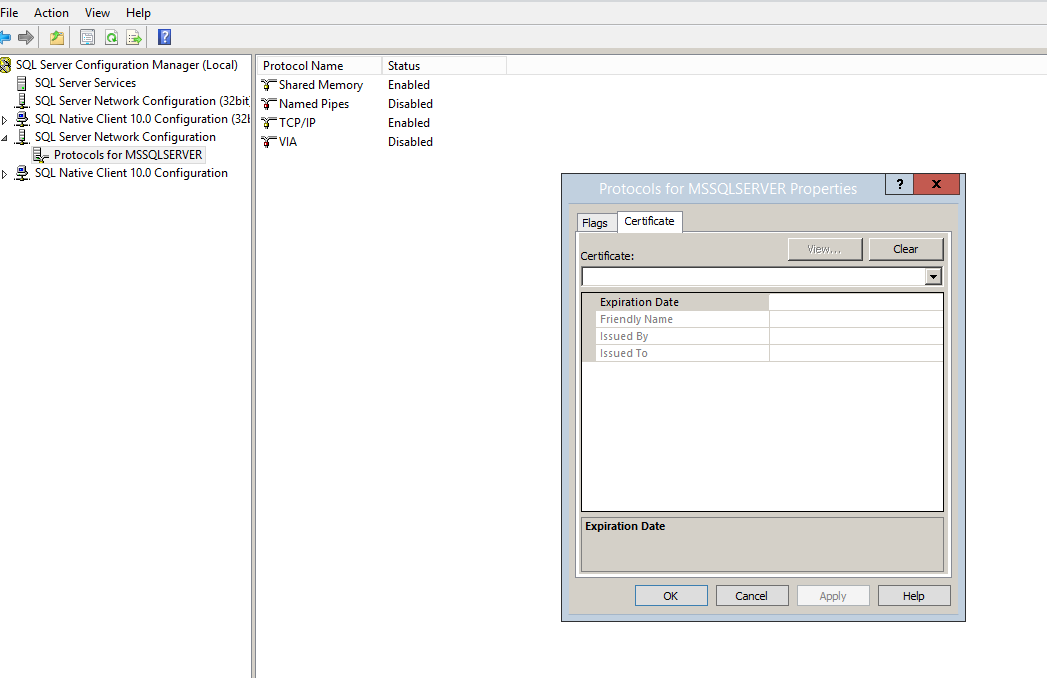 File Action View Help
SQL Server Configuration Manager (Local)
SQL Server Services
SQL Server Network Configuration (32bit
SQL Native Client 10.0 Configuration (32b
SQL Server Network Configuration
Protocols for MSSQLSERVER
SQL Native Client 10.0 Configuration
Protocol Name Status
Shared Memory Enabled
Named Pipes Disabled
TCP/IP Enabled
VIA Disabled
Protocols for MSSQLSERVER Properties
Flags Certificate
View... Clear
Certificate:
Expiration Date
Friendly Name
Issued By
Issued To
Expiration Date
OK Cancel Apply Help